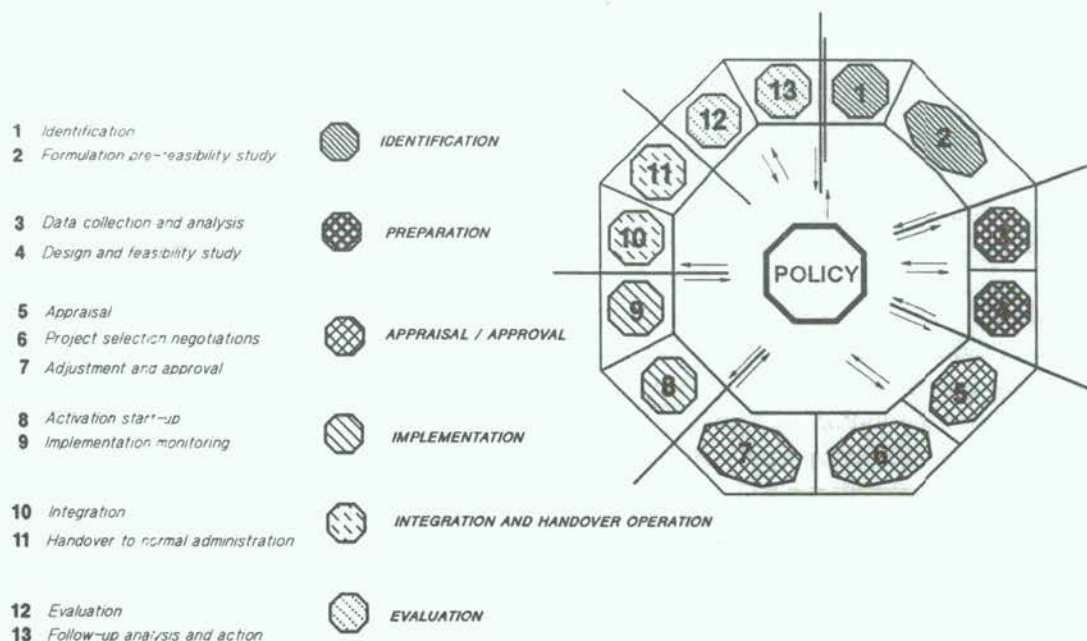 1 Identification
2 Formulation pre-feasibility study
IDENTIFICATION
3 Data collection and analysis
4 Design and feasibility study
PREPARATION
5 Appraisal
6 Project selection negotiations
7 Adjustment and approval
APPRAISAL / APPROVAL
8 Activation start-up
9 Implementation monitoring
IMPLEMENTATION
10 Integration
11 Handover to normal administration
INTEGRATION AND HANDOVER OPERATION
12 Evaluation
13 Follow-up analysis and action
EVALUATION
13
1
12
2
11
3
10
POLICY
9
4
8
5
7
6